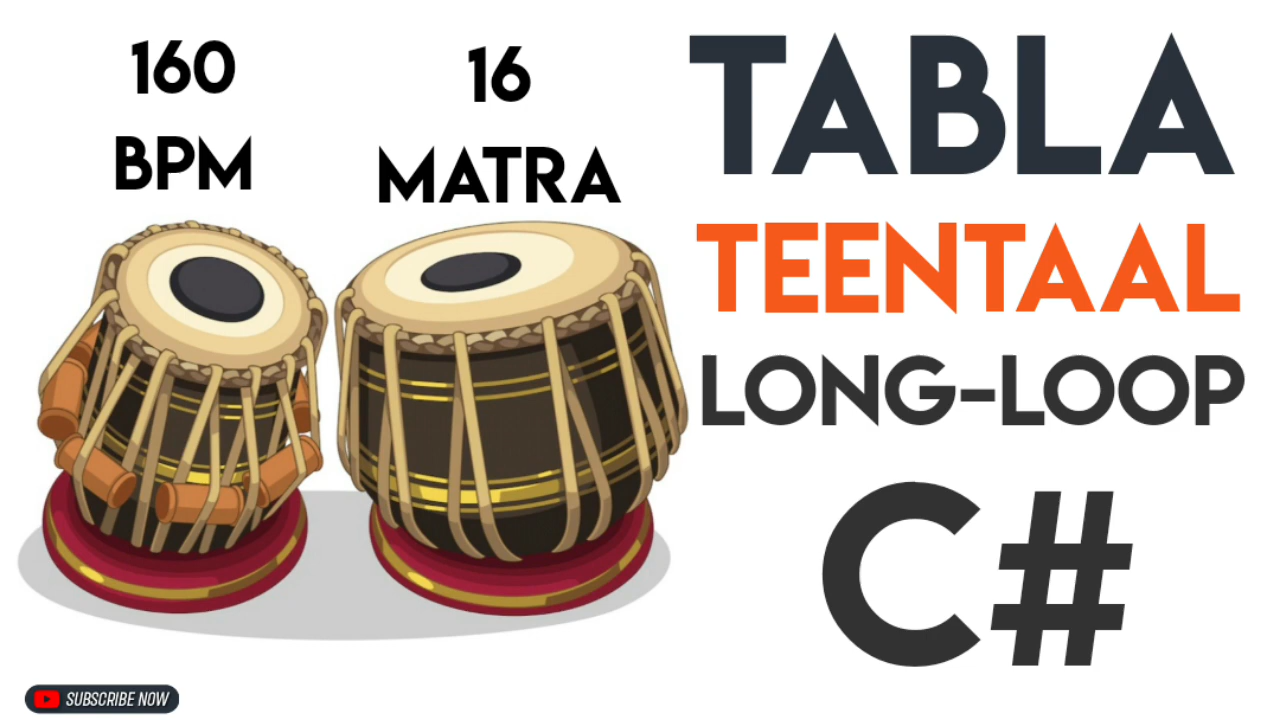 160
BPM
16
MATRA
TABLA
TEENTAAL
LONG-LOOP
C#
SUBSCRIBE NOW